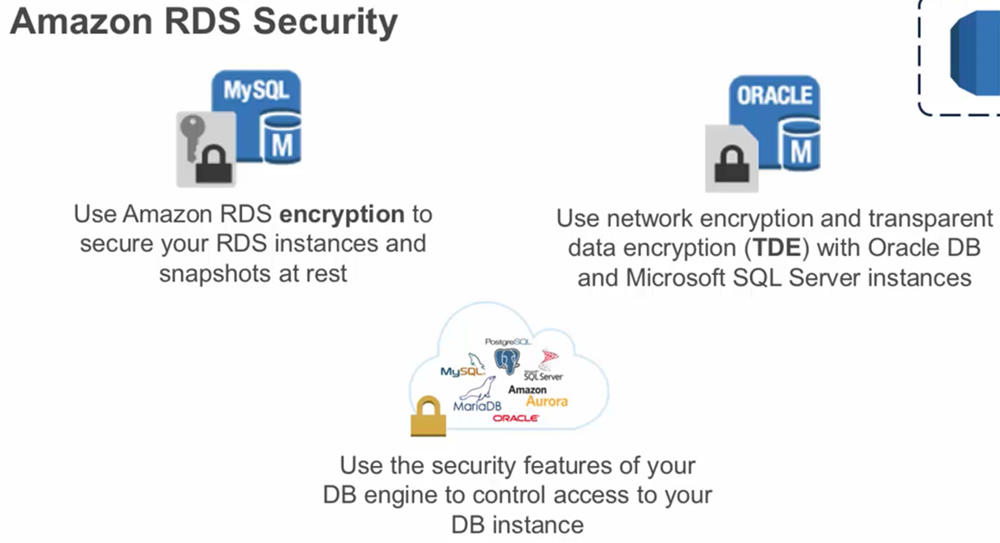 Amazon RDS Security
MySQL
M
ORACLE
M
Use Amazon RDS encryption to
secure your RDS instances and
snapshots at rest
Use network encryption and transparent
data encryption (TDE) with Oracle DB
and Microsoft SQL Server instances
PostgreSQL
MySQL
SQL Server
Amazon
Aurora
MariaDB
ORACLE
Use the security features of your
DB engine to control access to your
DB instance